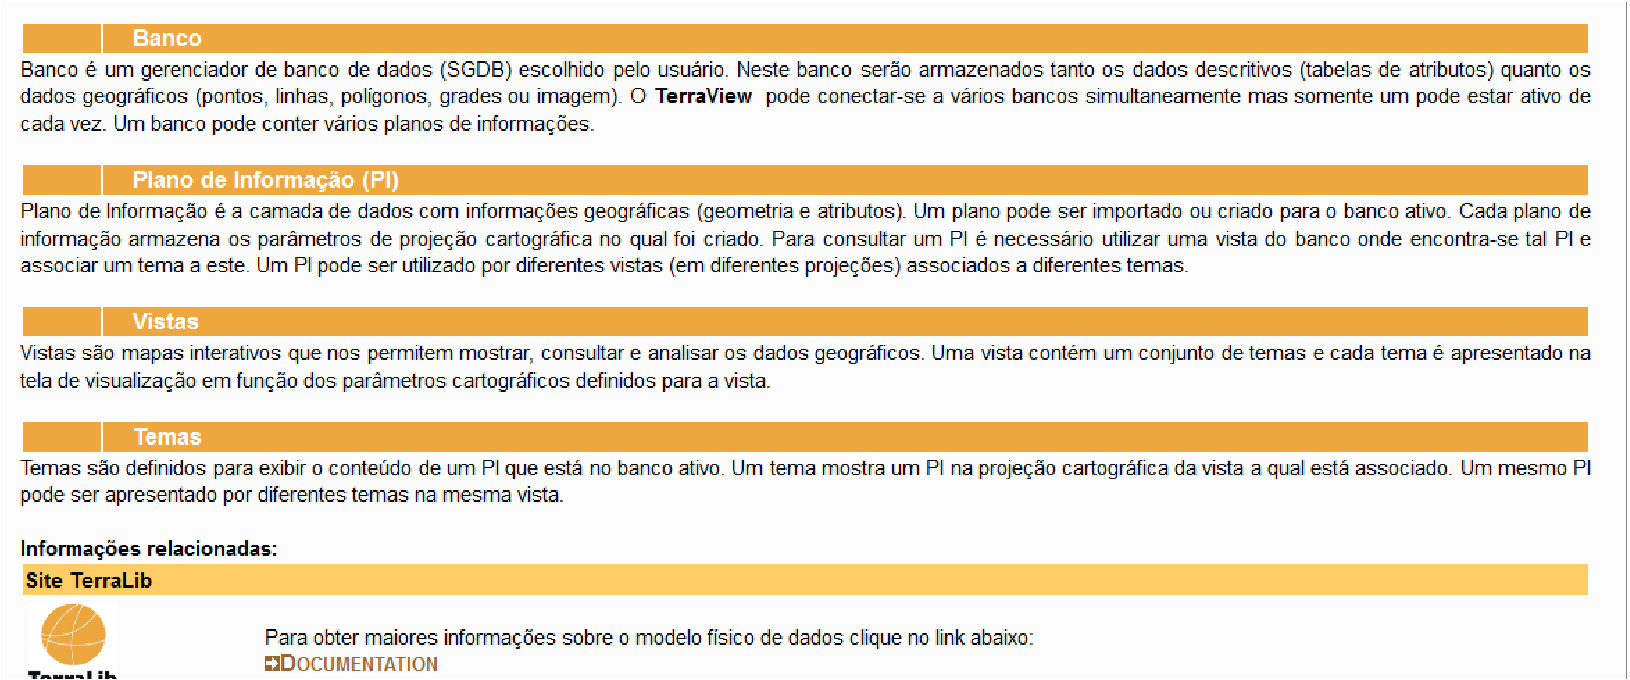 Banco
Banco é um gerenciador de banco de dados (SGDB) escolhido pelo usuário. Neste banco serão armazenados tanto os dados descritivos (tabelas de atributos) quanto os
dados geográficos (pontos, linhas, polígonos, grades ou imagem). O TerraView pode conectar-se a vários bancos simultaneamente mas somente um pode estar ativo de
cada vez. Um banco pode conter vários planos de informações.
Plano de Informação (PI)
Plano de Informação é a camada de dados com informações geográficas (geometria e atributos). Um plano pode ser importado ou criado para o banco ativo. Cada plano de
informação armazena os parâmetros de projeção cartográfica no qual foi criado. Para consultar um PI é necessário utilizar uma vista do banco onde encontra-se tal PI e
associar um tema a este. Um PI pode ser utilizado por diferentes vistas (em diferentes projeções) associados a diferentes temas.
Vistas
Vistas são mapas interativos que nos permitem mostrar, consultar e analisar os dados geográficos. Uma vista contém um conjunto de temas e cada tema é apresentado na
tela de visualização em função dos parâmetros cartográficos definidos para a vista.
Temas
Temas são definidos para exibir o conteúdo de um PI que está no banco ativo. Um tema mostra um PI na projeção cartográfica da vista a qual está associado. Um mesmo PI
pode ser apresentado por diferentes temas na mesma vista.
Informações relacionadas:
Site TerraLib
Para obter maiores informações sobre o modelo físico de dados clique no link abaixo:
DOCUMENTATION
TerraLib